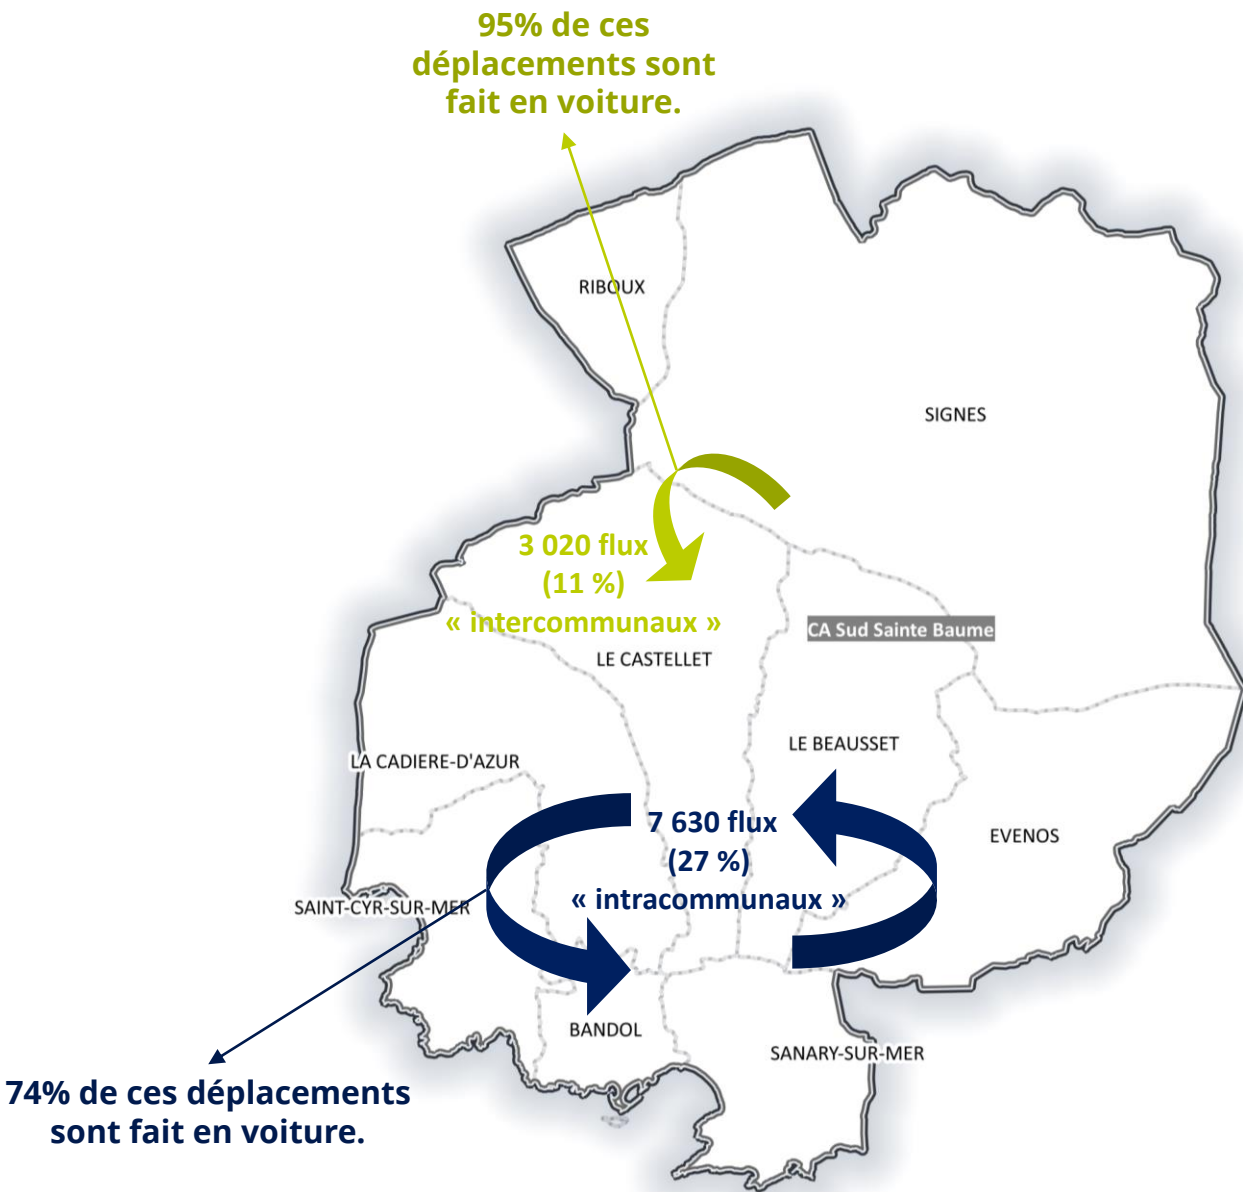 95% de ces
déplacements sont
fait en voiture.
RIBOUX
SIGNES
3 020 flux
(11 %)
« intercommunaux »
CA Sud Sainte Baume
LE CASTELLET
LE BEAUSSET
LA CADIERE-D'AZUR
7 630 flux
(27 %)
« intracommunaux »
EVENOS
SAINT-CYR-SUR-MER
BANDOL
SANARY-SUR-MER
74% de ces déplacements
sont fait en voiture.